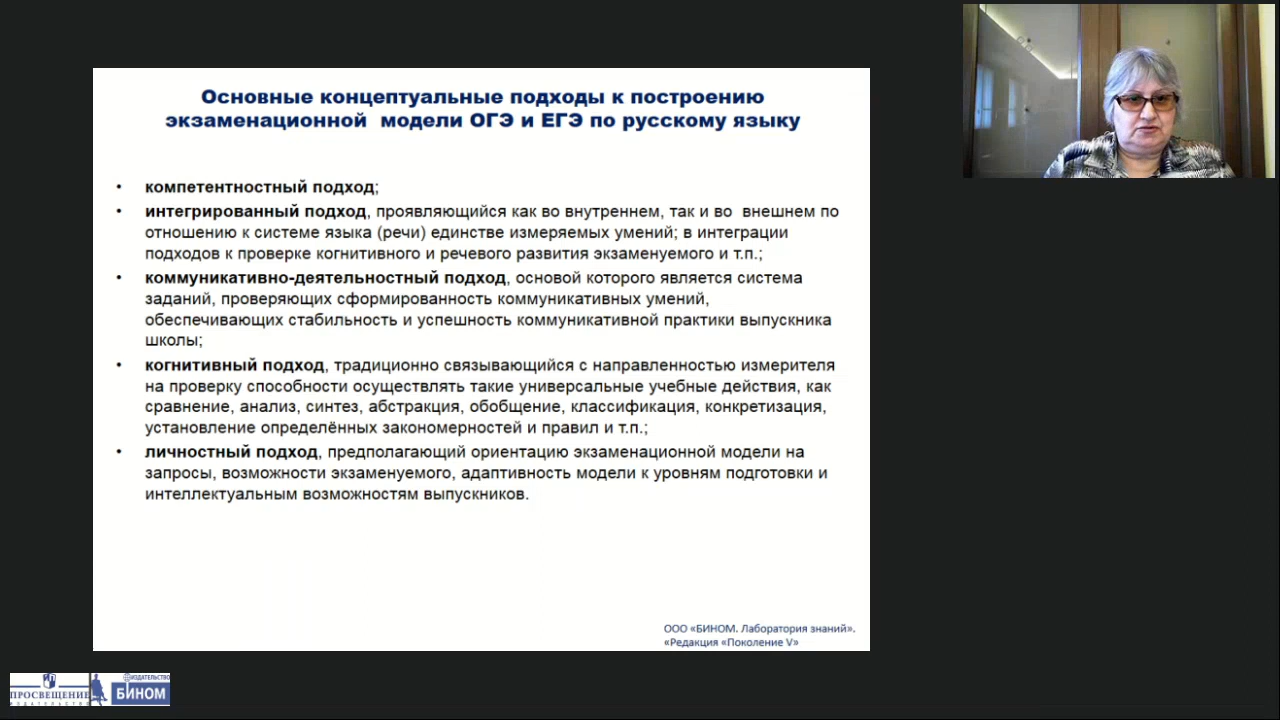 Основные концептуальные подходы к построению
экзаменационной модели ОГЭ и ЕГЭ по русскому языку
• компетентностный подход;
• интегрированный подход, проявляющийся как во внутреннем, так и во внешнем по
отношению к системе языка (речи) единстве измеряемых умений; в интеграции
подходов к проверке когнитивного и речевого развития экзаменуемого и т.п.;
• коммуникативно-деятельностный подход, основой которого является система
заданий, проверяющих сформированность коммуникативных умений,
обеспечивающих стабильность и успешность коммуникативной практики выпускника
школы;
• когнитивный подход, традиционно связывающийся с направленностью измерителя
на проверку способности осуществлять такие универсальные учебные действия, как
сравнение, анализ, синтез, абстракция, обобщение, классификация, конкретизация,
установление определённых закономерностей и правил и т.п.;
• личностный подход, предполагающий ориентацию экзаменационной модели на
запросы, возможности экзаменуемого, адаптивность модели к уровням подготовки и
интеллектуальным возможностям выпускников.
ООО «БИНОМ. Лаборатория знаний».
«Редакция «Поколение V»
ПРОСВЕЩЕНИЕ
ИЗДАТЕЛЬСТВО
ИЗДАТЕЛЬСТВО
БИНОМ